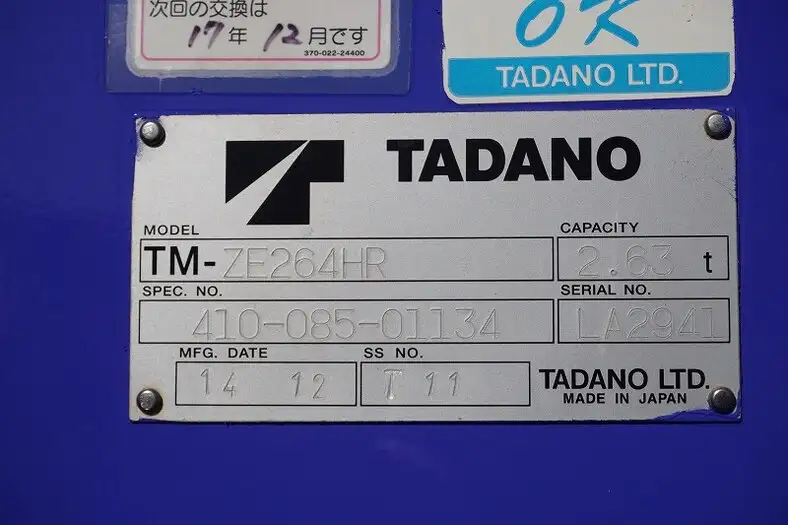 次回の交換は
17年 12月です
370-022-24400
OK
TADANO LTD.
TADANO
MODEL
TM-ZE264HR
CAPACITY
2.63 t
SPEC. NO.
410-085-01134
SERIAL NO.
LA2941
MFG. DATE
14 12
SS NO.
T 11
TADANO LTD.
MADE IN JAPAN